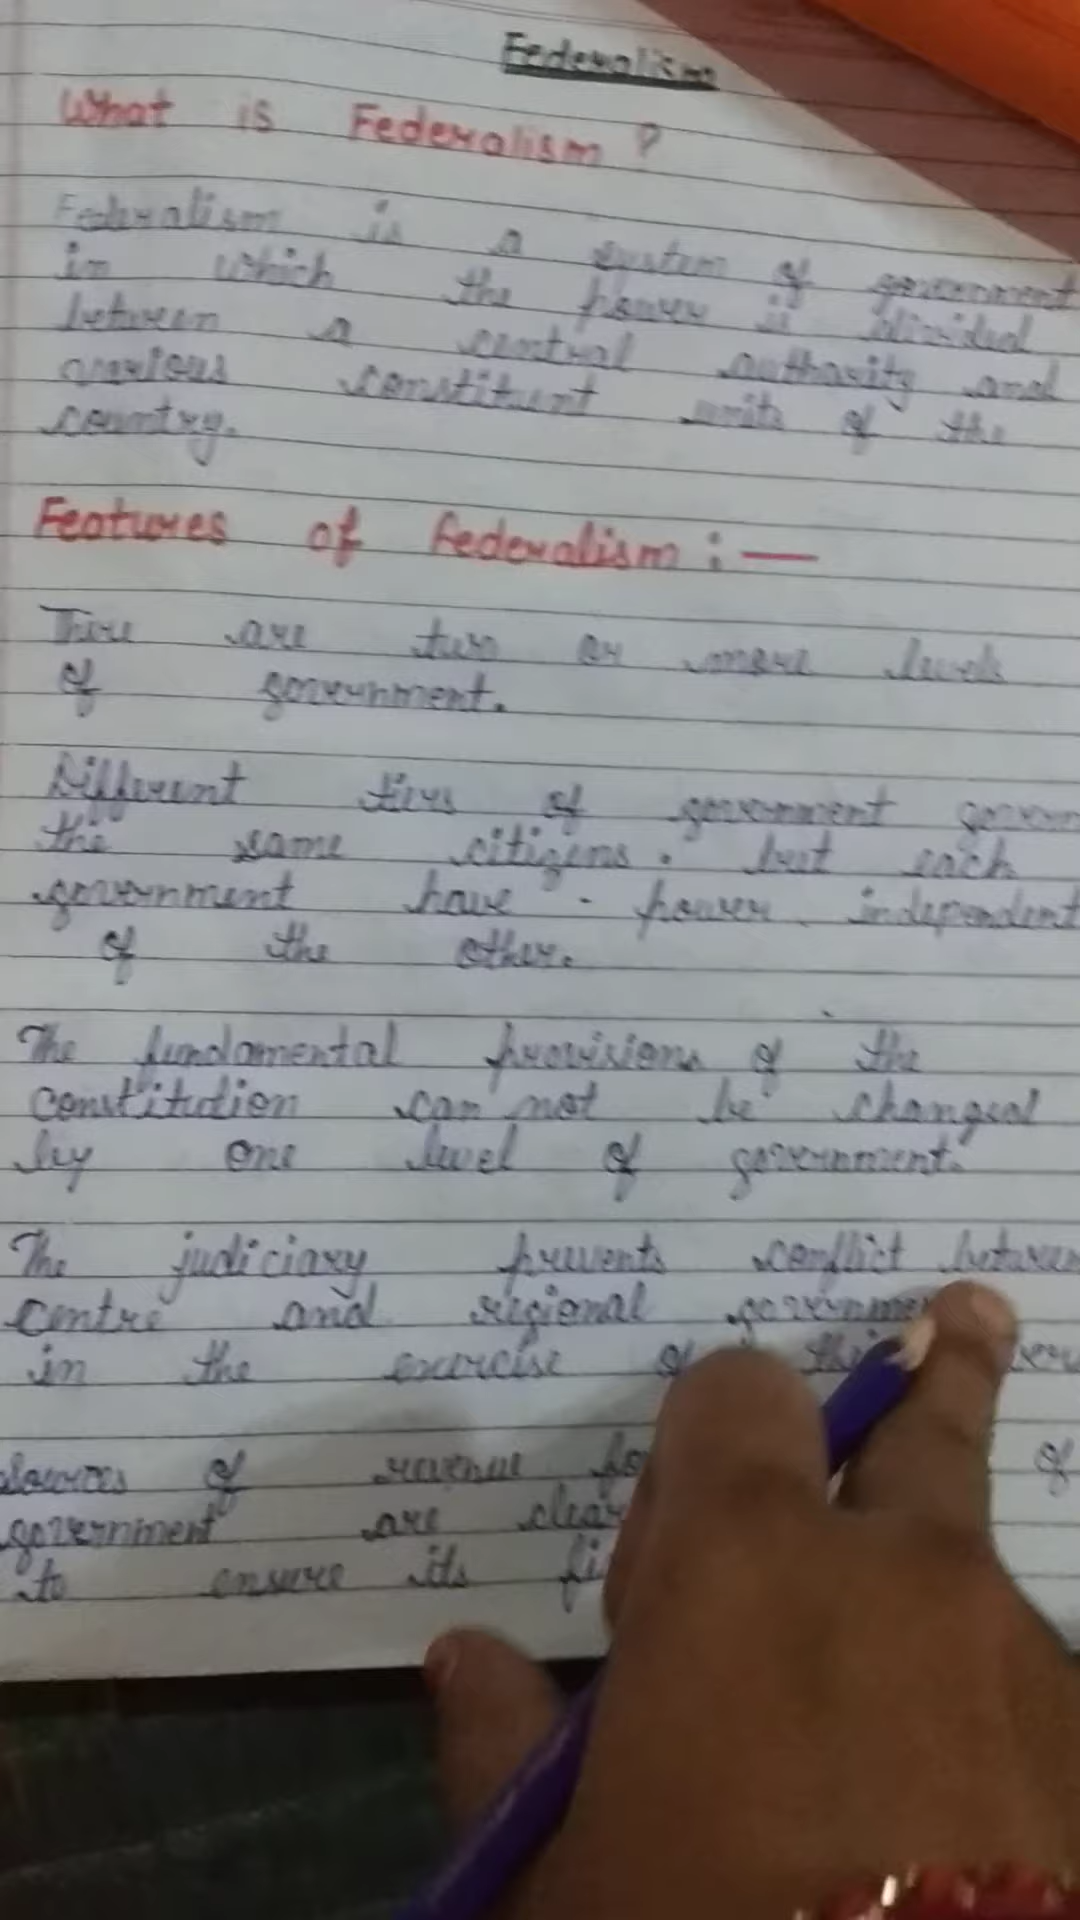 Federalism
What is Federalism ?
Federalism is a system of government
in which the power is divided
between a central authority and
various constituent units of the
country.
Features of Federalism : —
There are two or more levels
of government.
Different tiers of government govern
the same citizens. but each
government have power independent
of the other.
The fundamental provisions of the
constitution can not be changed
by one level of government.
The judiciary prevents conflict between
centre and regional
in the exercise of
Sources of revenue of
government are
to ensure its